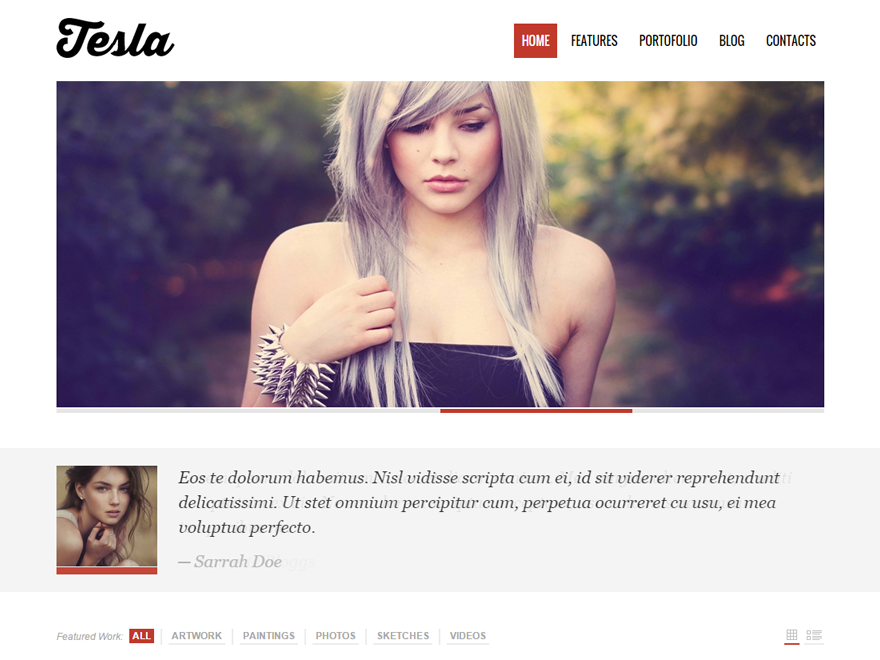 Tesla
HOME FEATURES PORTOFOLIO BLOG CONTACTS
Eos te dolorum habemus. Nisl vidisse scripta cum ei, id sit viderer reprehendunt
delicatissimi. Ut stet omnium percipitur cum, perpetua ocurreret cu usu, ei mea
voluptua perfecto.
— Sarrah Doe
Featured Work: ALL ARTWORK PAINTINGS PHOTOS SKETCHES VIDEOS